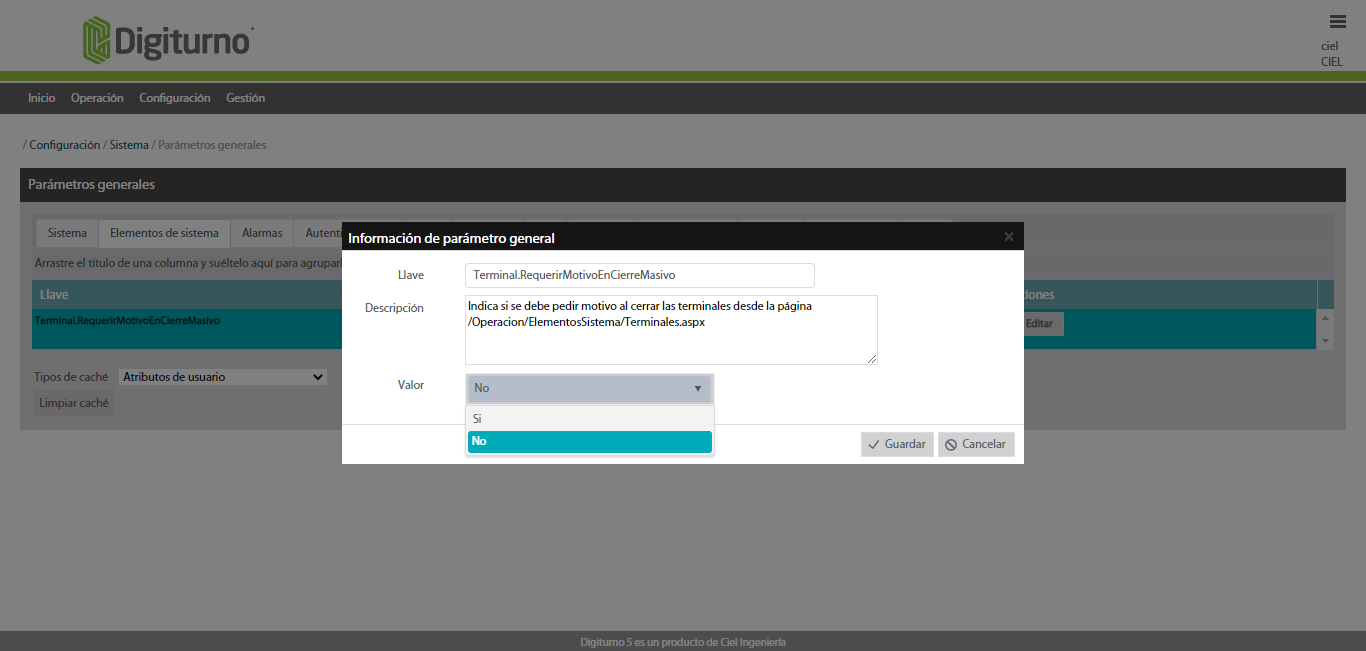 Digiturno
ciel
CIEL
Inicio Operación Configuración Gestión
/ Configuración / Sistema / Parámetros generales
Parámetros generales
Sistema Elementos de sistema Alarmas Autenti
Arrastre el título de una columna y suéltelo aquí para agruparl
Llave
iones
Terminal.RequerirMotivoEnCierreMasivo
Editar
Tipos de caché Atributos de usuario
Limpiar caché
Información de parámetro general
Llave Terminal.RequerirMotivoEnCierreMasivo
Descripción Indica si se debe pedir motivo al cerrar las terminales desde la página
/Operacion/ElementosSistema/Terminales.aspx
Valor No
Si
No
Guardar Cancelar
Digiturno 5 es un producto de Ciel Ingeniería